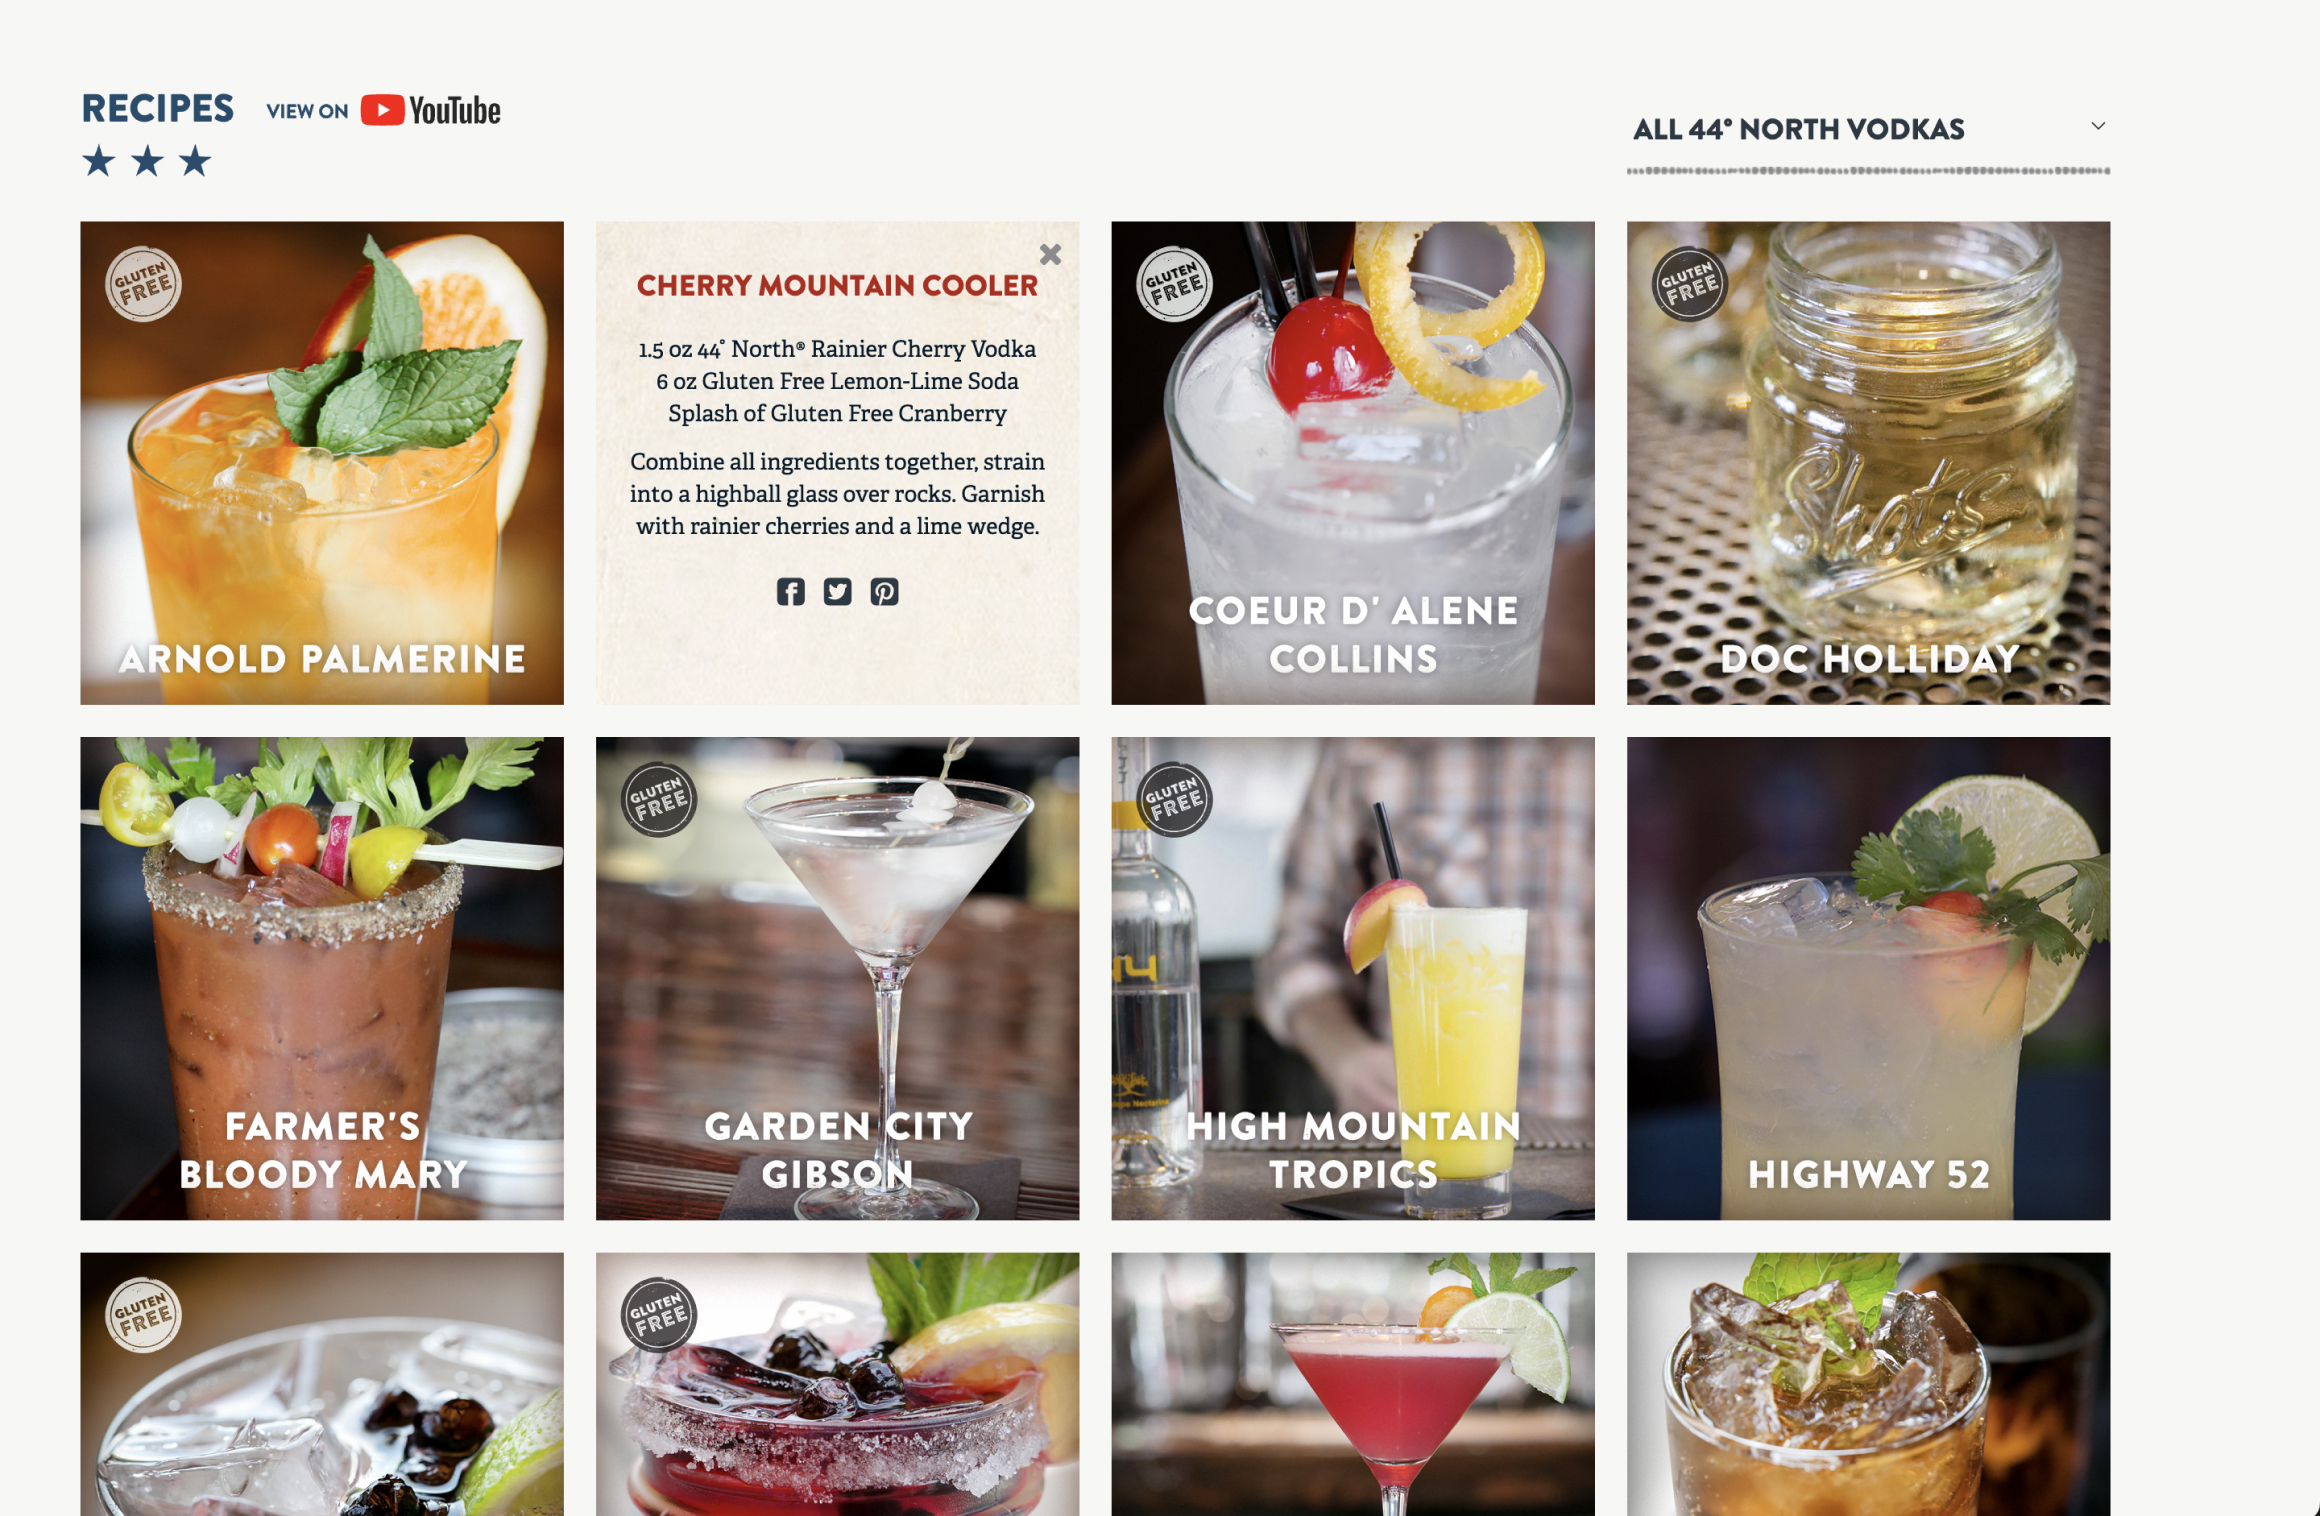 RECIPES
VIEW ON YouTube
ALL 44° NORTH VODKAS
GLUTEN
FREE
ARNOLD PALMERINE
CHERRY MOUNTAIN COOLER
1.5 oz 44° North® Rainier Cherry Vodka
6 oz Gluten Free Lemon-Lime Soda
Splash of Gluten Free Cranberry
Combine all ingredients together, strain
into a highball glass over rocks. Garnish
with rainier cherries and a lime wedge.
GLUTEN
FREE
COEUR D' ALENE
COLLINS
GLUTEN
FREE
Shots
DOC HOLLIDAY
FARMER'S
BLOODY MARY
GLUTEN
FREE
GARDEN CITY
GIBSON
GLUTEN
FREE
44
Nectarine
HIGH MOUNTAIN
TROPICS
HIGHWAY 52
GLUTEN
FREE
GLUTEN
FREE